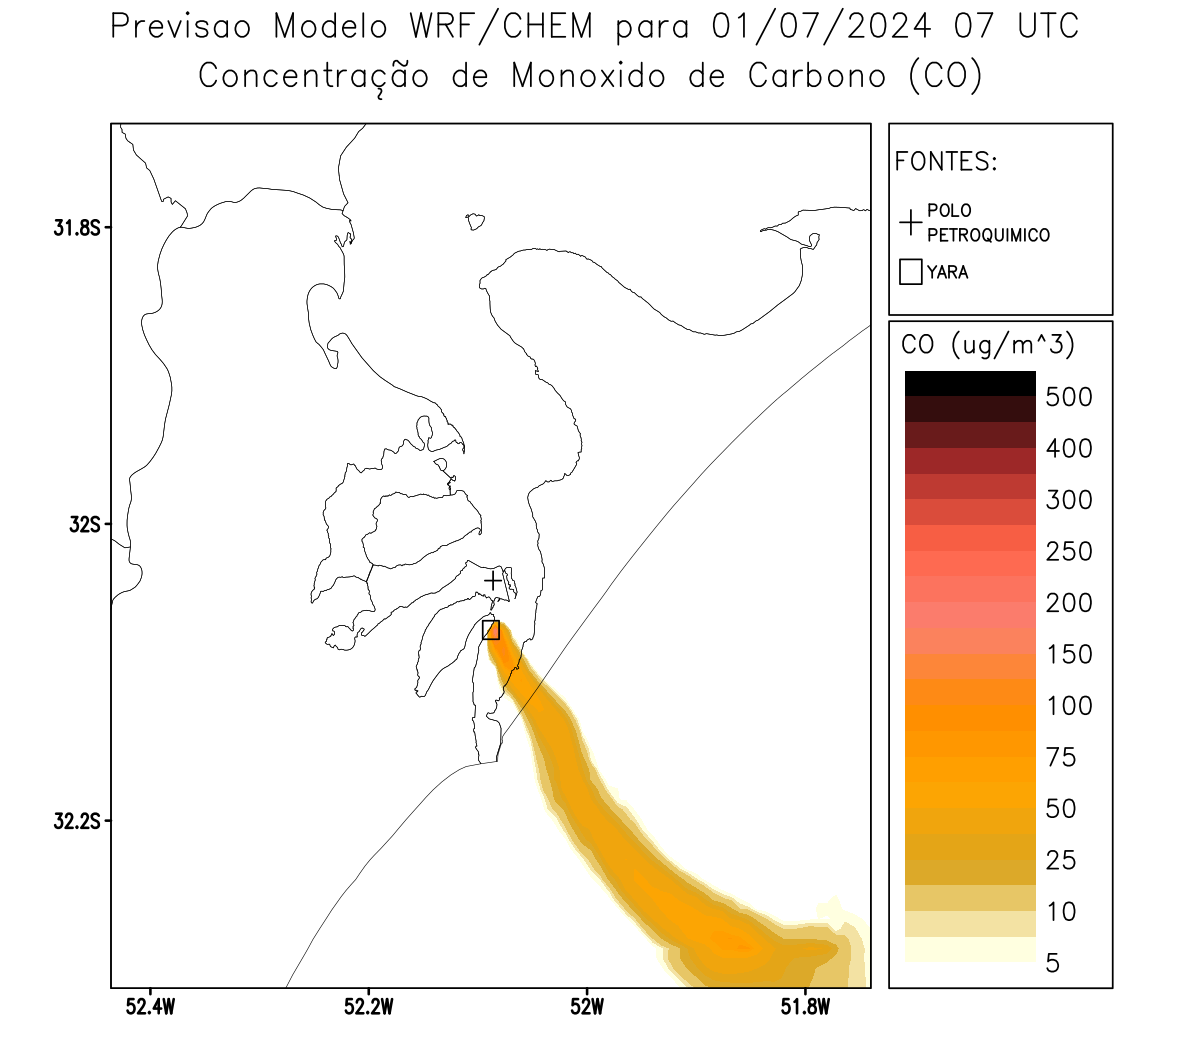 Previsao Modelo WRF/CHEM para 01/07/2024 07 UTC
Concentração de Monoxido de Carbono (CO)
FONTES:
POLO
PETROQUIMICO
YARA
CO (ug/m^3)
500
400
300
250
200
150
100
75
50
25
10
5
31.8S
32S
32.2S
52.4W
52.2W
52W
51.8W